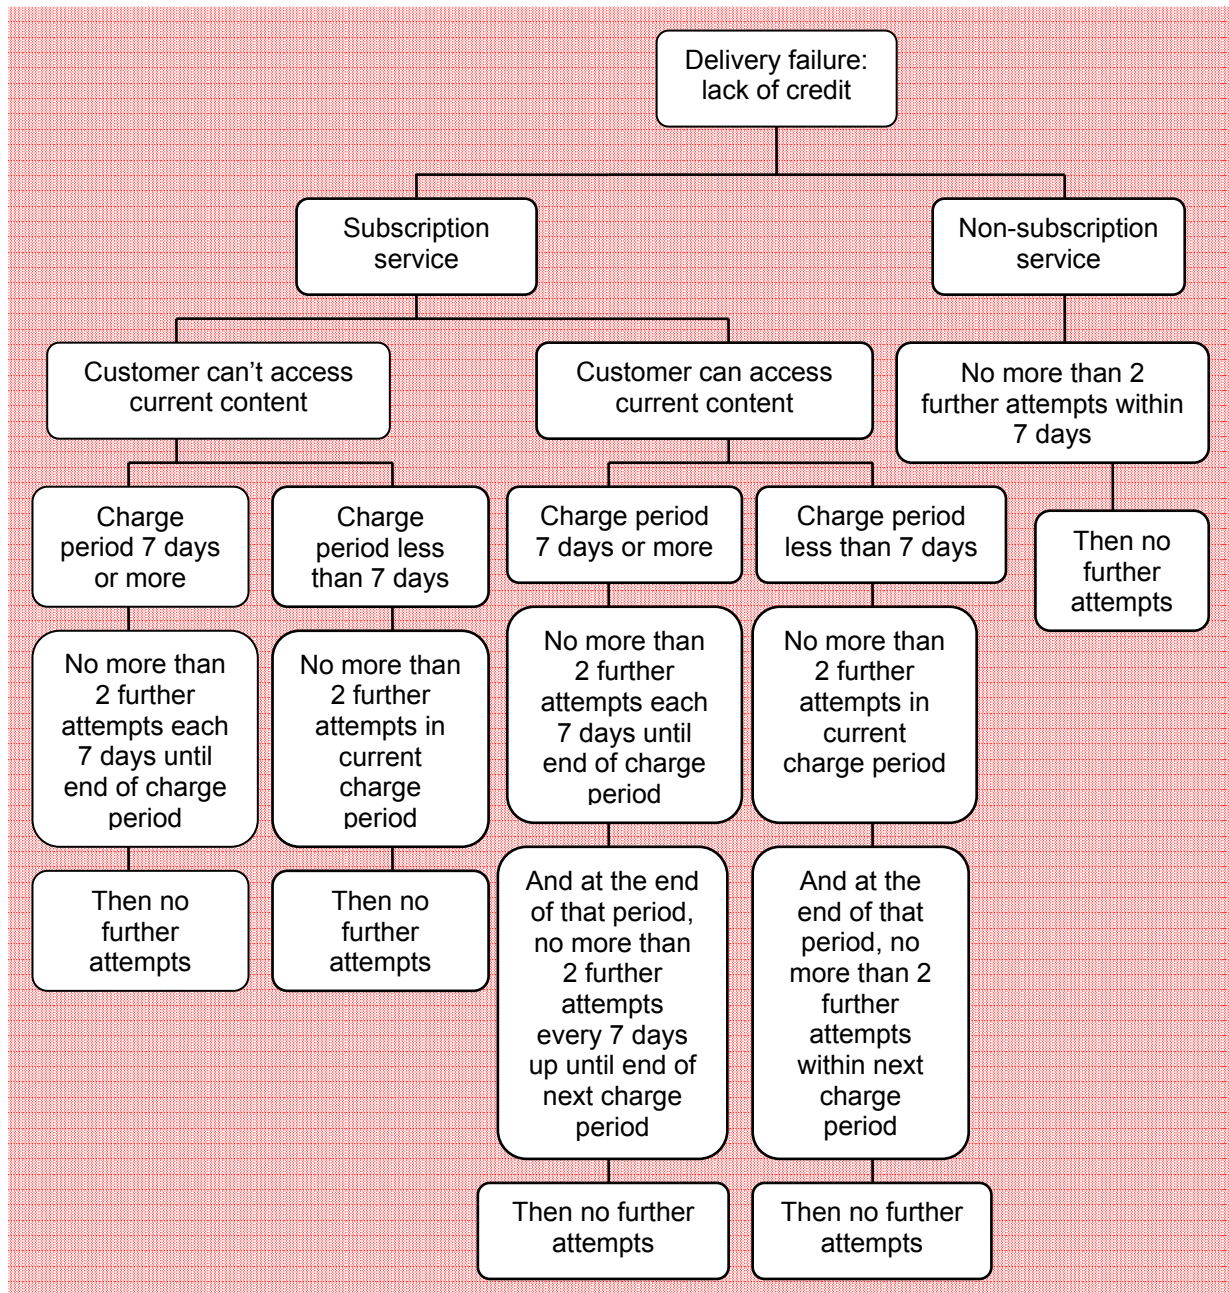 Delivery failure:
lack of credit
Subscription
service
Non-subscription
service
Customer can’t access
current content
Customer can access
current content
No more than 2
further attempts within
7 days
Charge
period 7 days
or more
Charge
period less
than 7 days
Charge period
7 days or more
Charge period
less than 7 days
Then no
further
attempts
No more than
2 further
attempts each
7 days until
end of charge
period
No more than
2 further
attempts in
current
charge
period
No more than
2 further
attempts each
7 days until
end of charge
period
No more than
2 further
attempts in
current
charge period
Then no
further
attempts
Then no
further
attempts
And at the end
of that period,
no more than
2 further
attempts
every 7 days
up until end of
next charge
period
And at the
end of that
period, no
more than 2
further
attempts
within next
charge
period
Then no further
attempts
Then no further
attempts